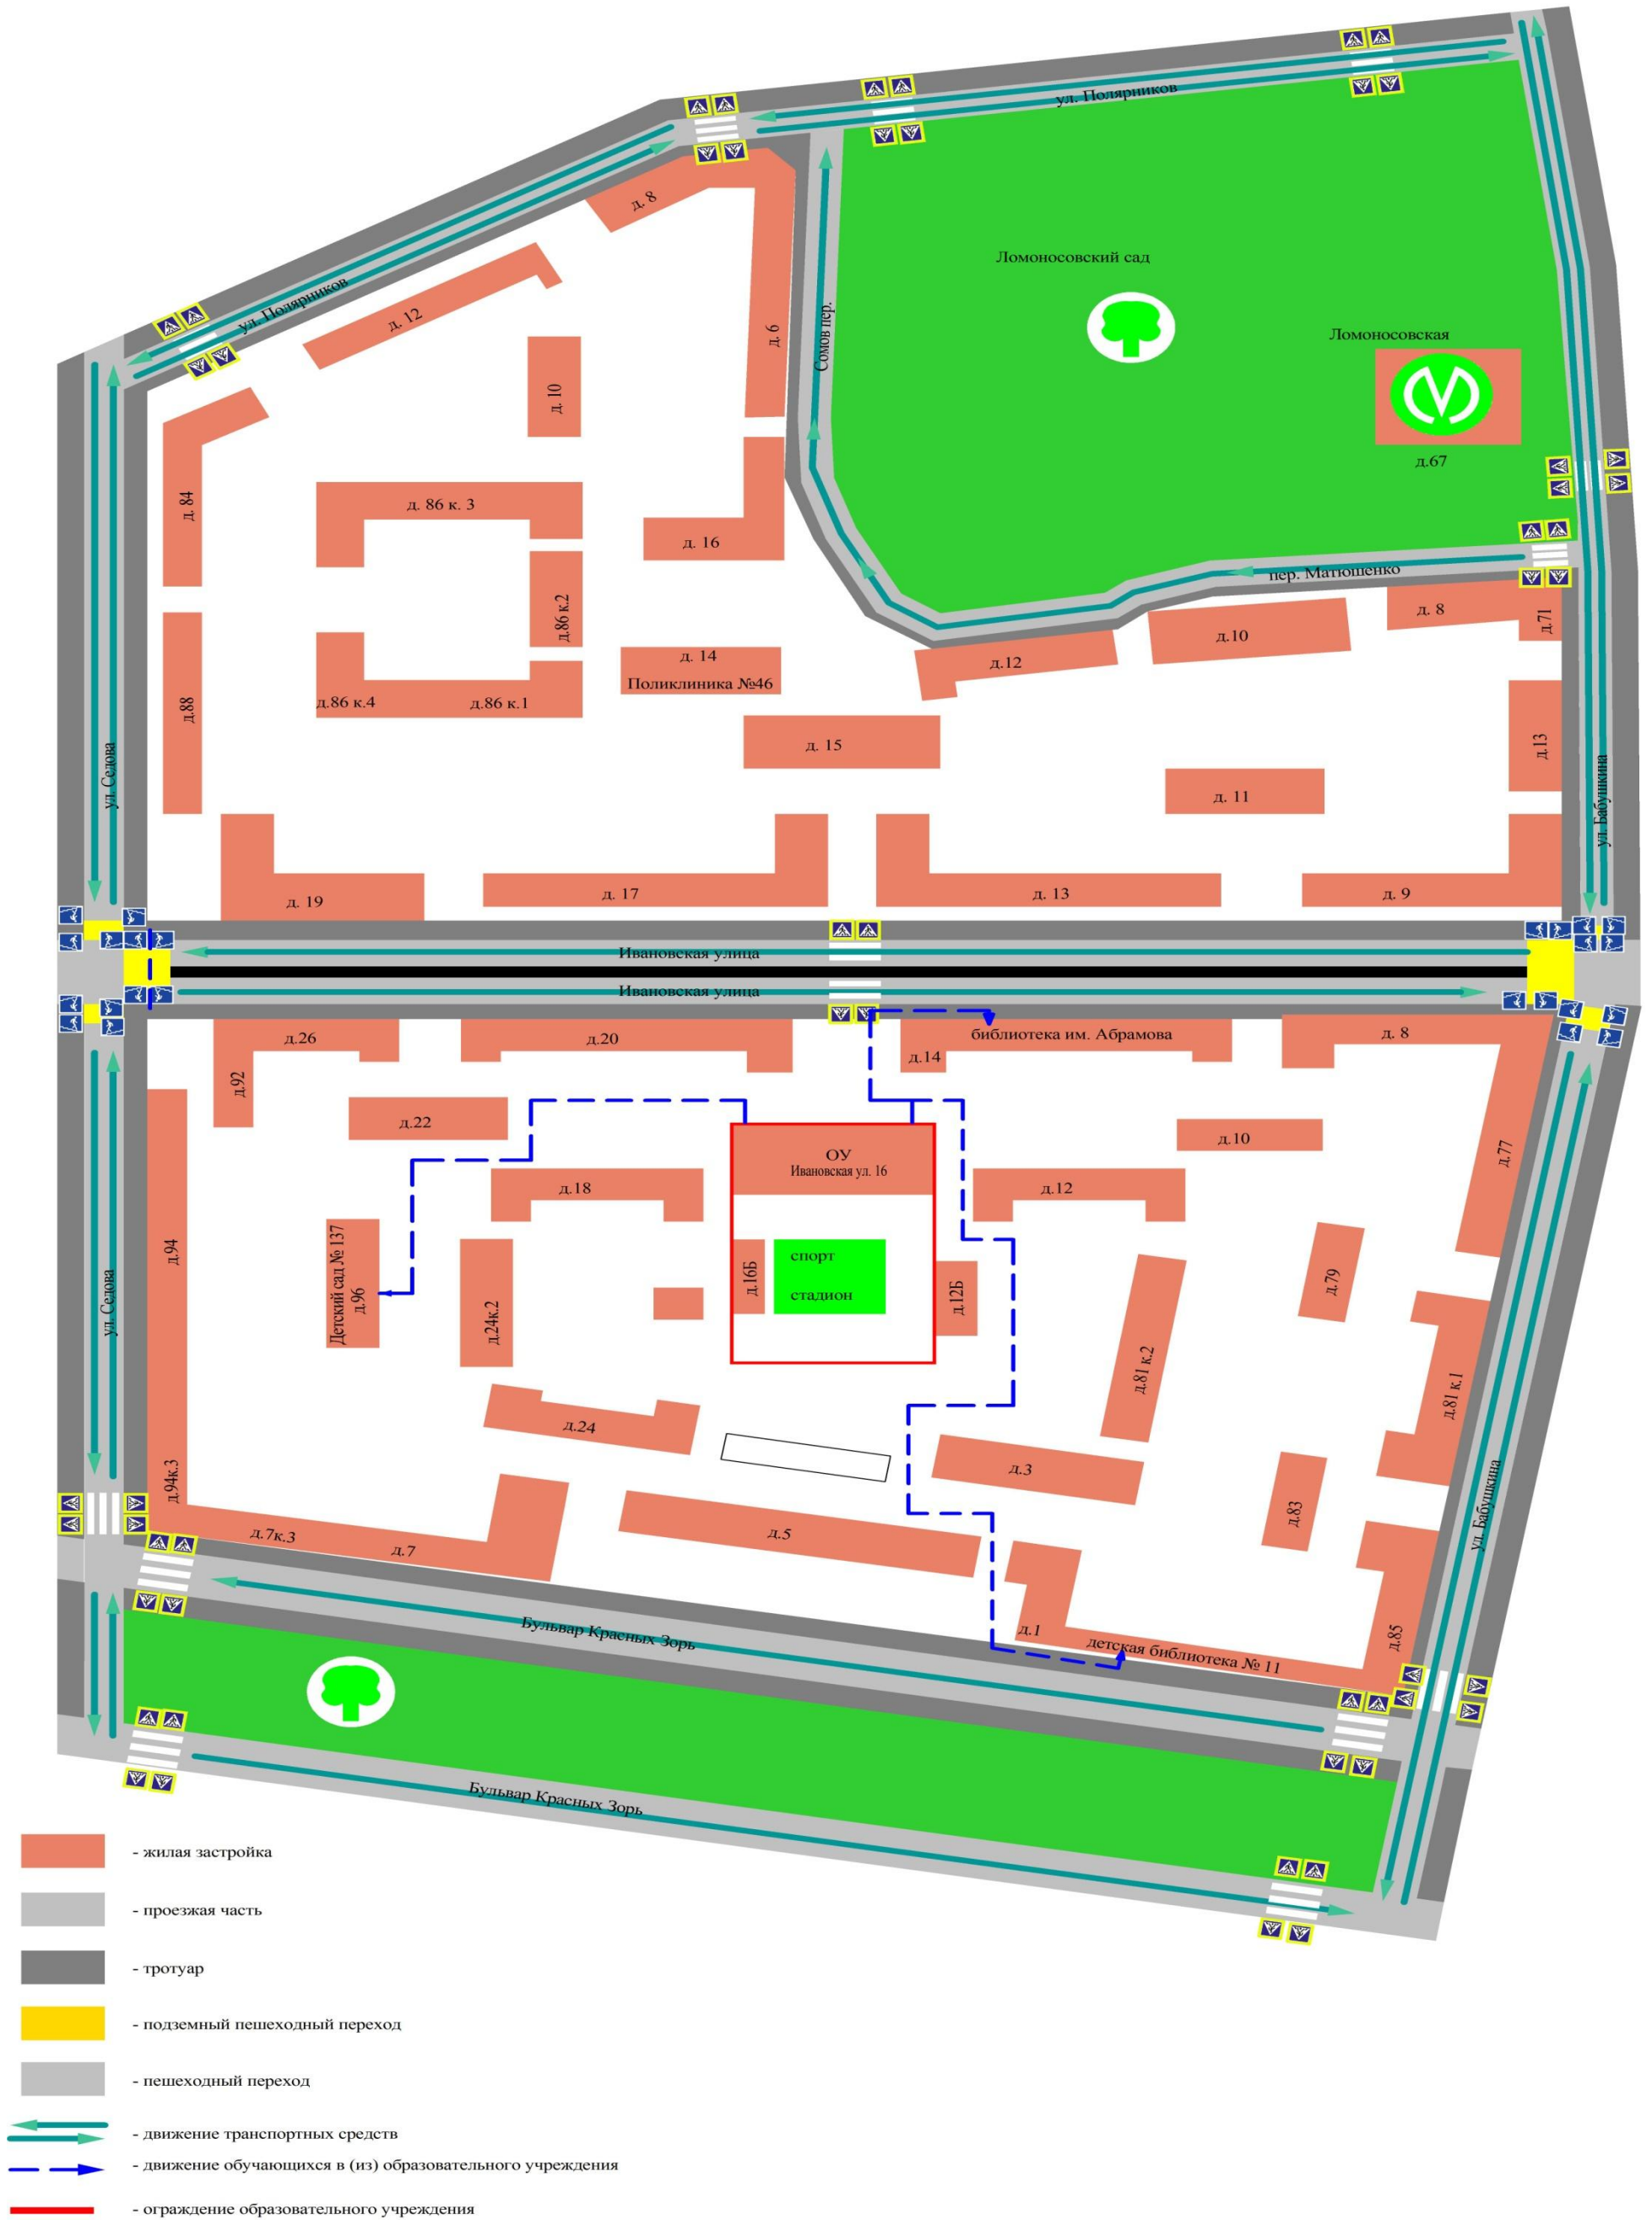 ул. Полярников
д. 8
Ломоносовский сад
ул. Полярников
д. 12
д. 6
Сомов пер.
Ломоносовская
д. 10
д.67
д. 84
д. 86 к. 3
д. 16
пер. Матюшенко
д.86 к.2
д. 8
д.71
д.10
д. 14
Поликлиника №46
д.12
д.88
д.86 к.4
д.86 к.1
д. 15
д.13
ул. Седова
д. 11
ул. Бабушкина
д. 19
д. 17
д. 13
д. 9
Ивановская улица
Ивановская улица
д.26
д.20
библиотека им. Абрамова
д. 8
д.14
д.92
д.22
д.10
д.77
ОУ
Ивановская ул. 16
д.18
д.12
д.94
Детский сад № 137
д.96
спорт
стадион
д.16Б
д.12Б
д.79
ул. Седова
д.24к.2
д.81 к.2
д.81 к.1
д.24
д.3
д.94к.3
д.83
ул. Бабушкина
д.7к.3
д.7
д.5
д.1
детская библиотека № 11
д.85
Бульвар Красных Зорь
Бульвар Красных Зорь
- жилая застройка
- проезжая часть
- тротуар
- подземный пешеходный переход
- пешеходный переход
- движение транспортных средств
- движение обучающихся в (из) образовательного учреждения
- ограждение образовательного учреждения